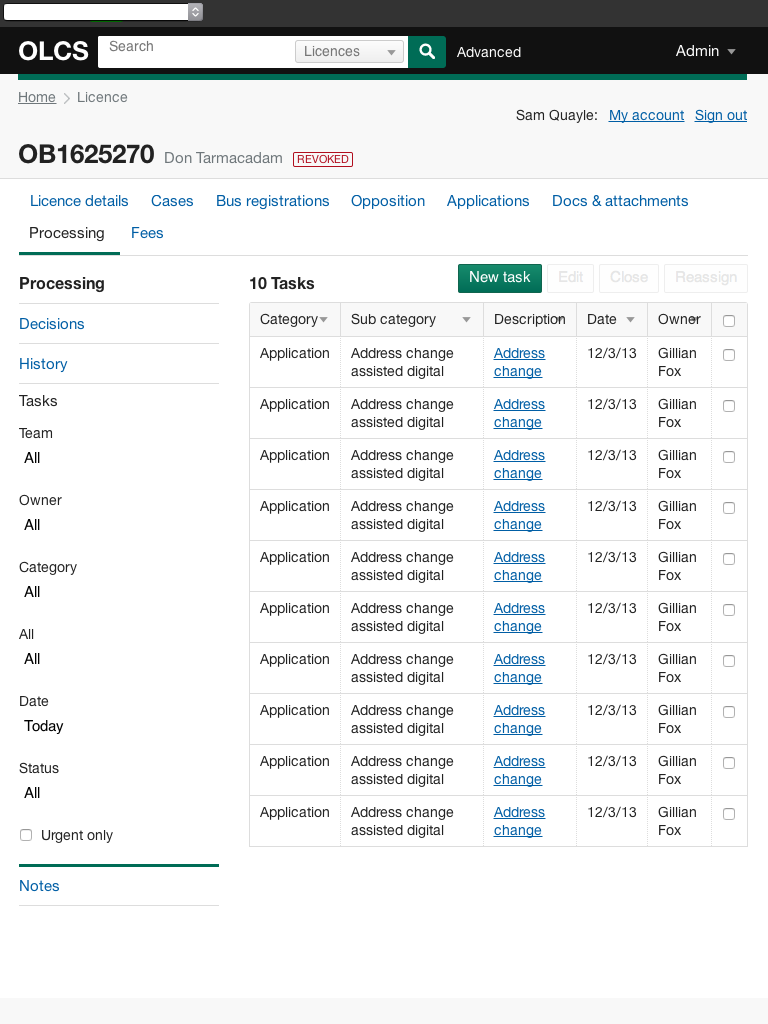 OLCS Search Licences Advanced Admin
Home Licence
Sam Quayle: My account Sign out
OB1625270 Don Tarmacadam REVOKED
Licence details Cases Bus registrations Opposition Applications Docs & attachments
Processing Fees
Processing
Decisions
History
Tasks
Team
All
Owner
All
Category
All
All
All
Date
Today
Status
All
Urgent only
Notes
10 Tasks New task Edit Close Reassign
Category Sub category Description Date Owner
Application Address change Address 12/3/13 Gillian
assisted digital change Fox
Application Address change Address 12/3/13 Gillian
assisted digital change Fox
Application Address change Address 12/3/13 Gillian
assisted digital change Fox
Application Address change Address 12/3/13 Gillian
assisted digital change Fox
Application Address change Address 12/3/13 Gillian
assisted digital change Fox
Application Address change Address 12/3/13 Gillian
assisted digital change Fox
Application Address change Address 12/3/13 Gillian
assisted digital change Fox
Application Address change Address 12/3/13 Gillian
assisted digital change Fox
Application Address change Address 12/3/13 Gillian
assisted digital change Fox
Application Address change Address 12/3/13 Gillian
assisted digital change Fox